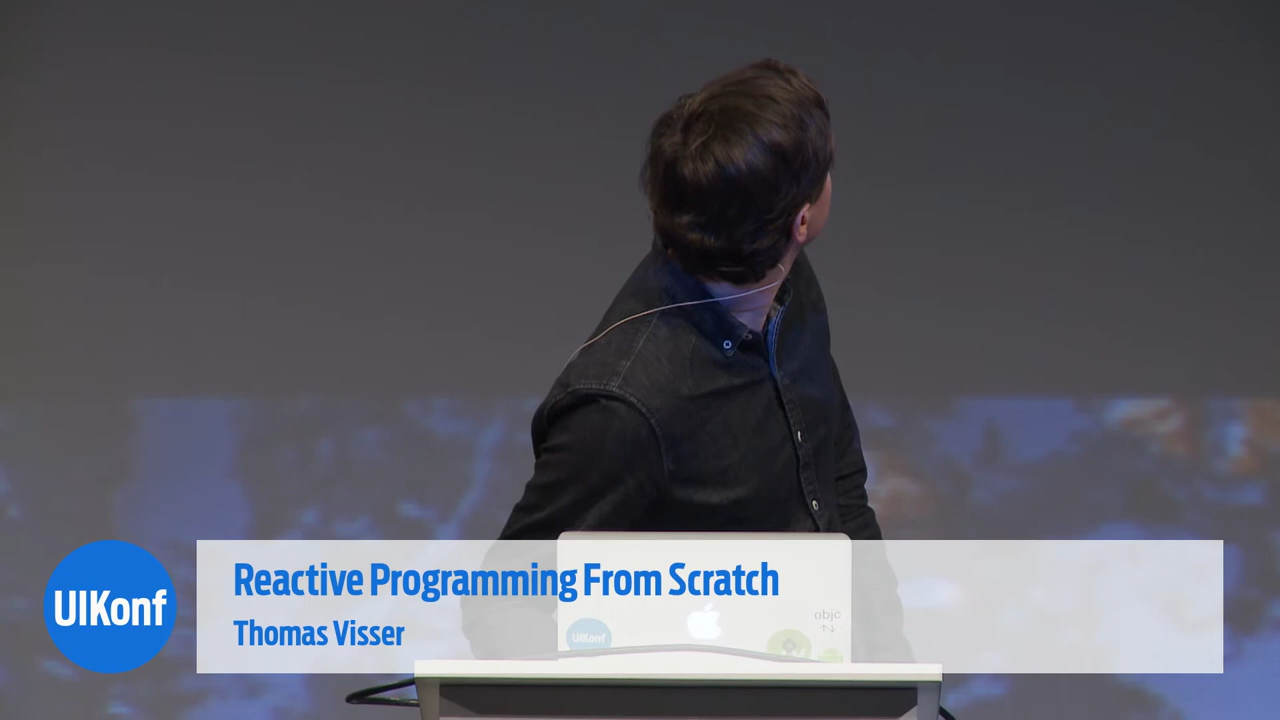 Reactive Programming From Scratch
UIKonf
Thomas Visser
objc
↑↓
UIKonf